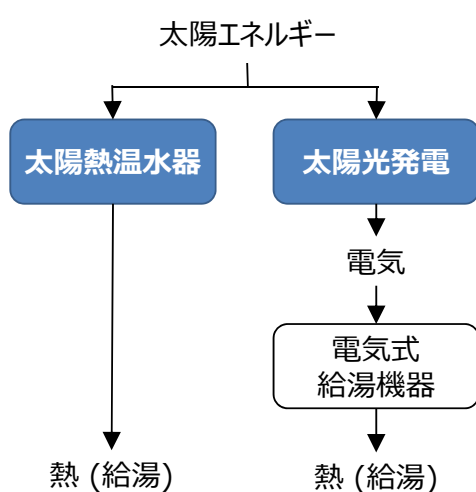 太陽エネルギー
太陽熱温水器
太陽光発電
電気
電気式
給湯機器
熱 (給湯)
熱 (給湯)